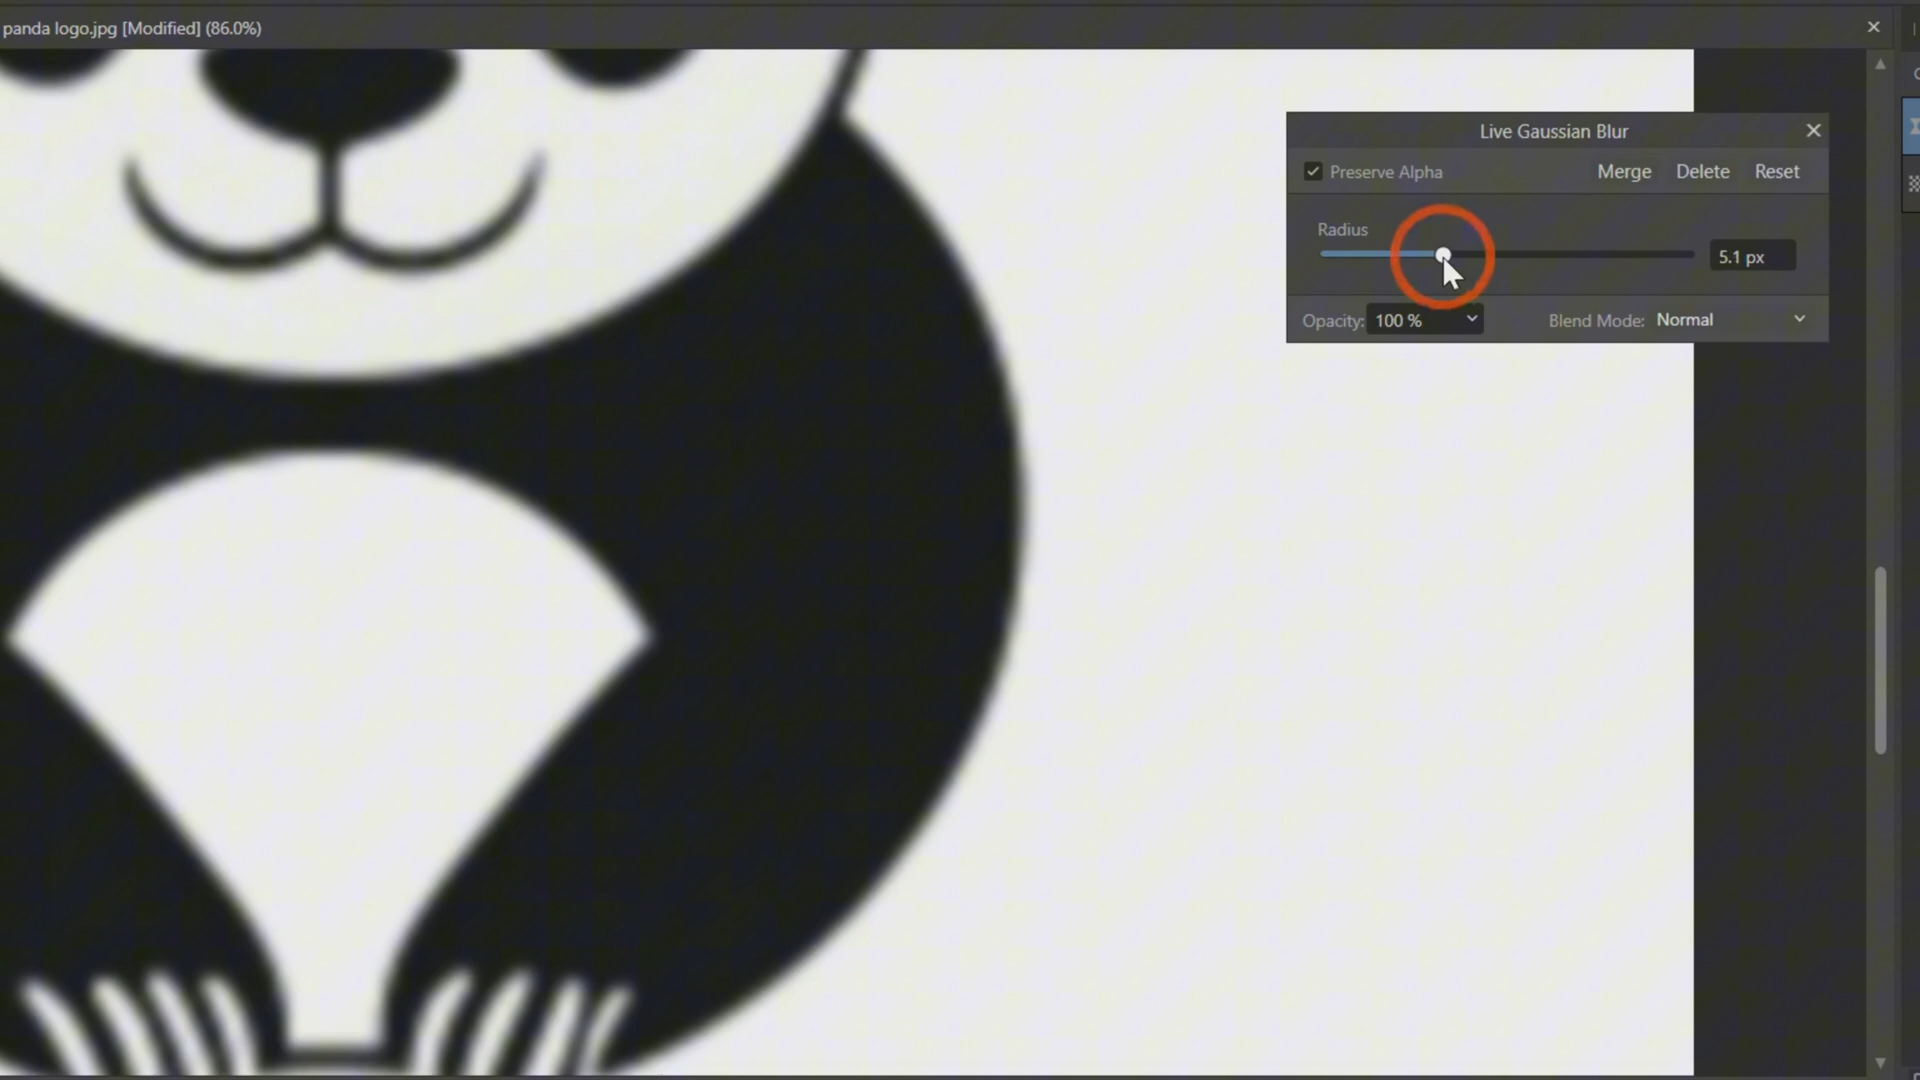 panda logo.jpg [Modified] (86.0%)
Live Gaussian Blur
Preserve Alpha Merge Delete Reset
Radius
5.1 px
Opacity: 100 % Blend Mode: Normal